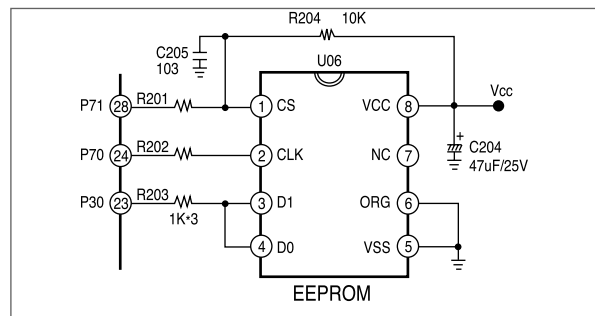 R204 10K
C205
103
U06
Vcc
P71 28 R201 1 CS VCC 8
+
C204
47uF/25V
P70 24 R202 2 CLK NC 7
P30 23 R203 3 D1 ORG 6
1K*3
4 D0 VSS 5
EEPROM